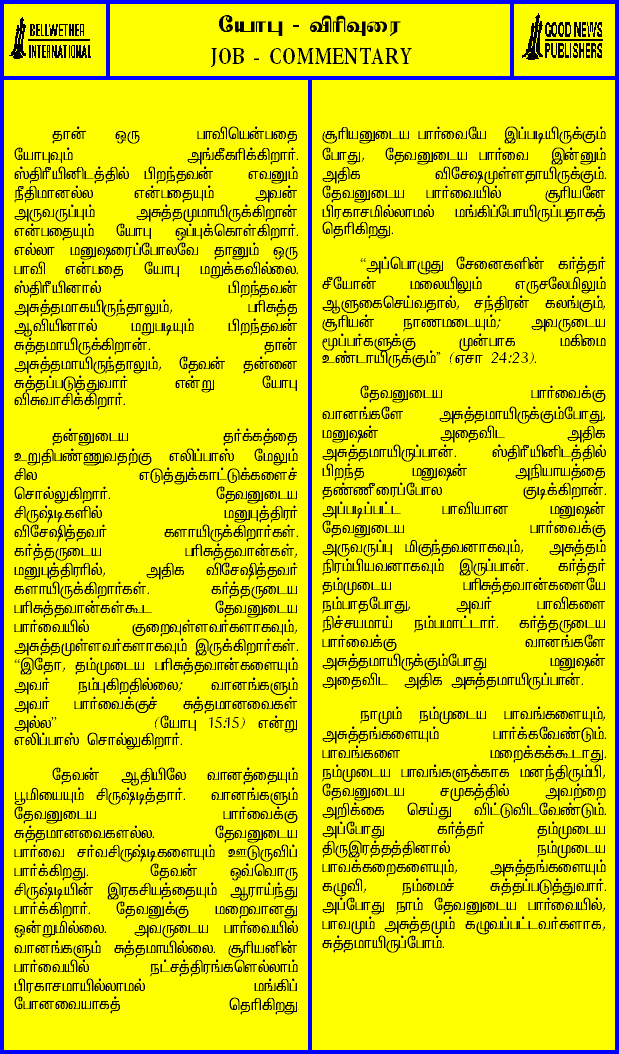 BELLWETHER
INTERNATIONAL
யோபு - விரிவுரை
JOB - COMMENTARY
GOOD NEWS
PUBLISHERS
தான் ஒரு பாவியென்பதை
யோபுவும் அங்கீகரிக்கிறார்.
ஸ்திரீயினிடத்தில் பிறந்தவன் எவனும்
நீதிமானல்ல என்பதையும் அவன்
அருவருப்பும் அசுத்தமுமாயிருக்கிறான்
என்பதையும் யோபு ஒப்புக்கொள்கிறார்.
எல்லா மனுஷரைப்போலவே தானும் ஒரு
பாவி என்பதை யோபு மறுக்கவில்லை.
ஸ்திரீயினால் பிறந்தவன்
அசுத்தமாகயிருந்தாலும், பரிசுத்த
ஆவியினால் மறுபடியும் பிறந்தவன்
சுத்தமாயிருக்கிறான். தான்
அசுத்தமாயிருந்தாலும், தேவன் தன்னை
சுத்தப்படுத்துவார் என்று யோபு
விசுவாசிக்கிறார்.
தன்னுடைய தர்க்கத்தை
உறுதிபண்ணுவதற்கு எலிப்பாஸ் மேலும்
சில எடுத்துக்காட்டுக்களைச்
சொல்லுகிறார். தேவனுடைய
சிருஷ்டிகளில் மனுபுத்திரர்
விசேஷித்தவர் களாயிருக்கிறார்கள்.
கர்த்தருடைய பரிசுத்தவான்கள்,
மனுபுத்திரரில், அதிக விசேஷித்தவர்
களாயிருக்கிறார்கள். கர்த்தருடைய
பரிசுத்தவான்கள்கூட தேவனுடைய
பார்வையில் குறைவுள்ளவர்களாகவும்,
அசுத்தமுள்ளவர்களாகவும் இருக்கிறார்கள்.
“இதோ, தம்முடைய பரிசுத்தவான்களையும்
அவர் நம்புகிறதில்லை; வானங்களும்
அவர் பார்வைக்குச் சுத்தமானவைகள்
அல்ல” (யோபு 15:15) என்று
எலிப்பாஸ் சொல்லுகிறார்.
தேவன் ஆதியிலே வானத்தையும்
பூமியையும் சிருஷ்டித்தார். வானங்களும்
தேவனுடைய பார்வைக்கு
சுத்தமானவைகளல்ல. தேவனுடைய
பார்வை சர்வசிருஷ்டிகளையும் ஊடுருவிப்
பார்க்கிறது. தேவன் ஒவ்வொரு
சிருஷ்டியின் இரகசியத்தையும் ஆராய்ந்து
பார்க்கிறார். தேவனுக்கு மறைவானது
ஒன்றுமில்லை. அவருடைய பார்வையில்
வானங்களும் சுத்தமாயில்லை. சூரியனின்
பார்வையில் நட்சத்திரங்களெல்லாம்
பிரகாசமாயில்லாமல் மங்கிப்
போனவையாகத் தெரிகிறது
சூரியனுடைய பார்வையே இப்படியிருக்கும்
போது, தேவனுடைய பார்வை இன்னும்
அதிக விசேஷமுள்ளதாயிருக்கும்.
தேவனுடைய பார்வையில் சூரியனே
பிரகாசமில்லாமல் மங்கிப்போயிருப்பதாகத்
தெரிகிறது.
“அப்பொழுது சேனைகளின் கர்த்தர்
சீயோன் மலையிலும் எருசலேமிலும்
ஆளுகைசெய்வதால், சந்திரன் கலங்கும்,
சூரியன் நாணமடையும்; அவருடைய
மூப்பர்களுக்கு முன்பாக மகிமை
உண்டாயிருக்கும்” (ஏசா 24:23).
தேவனுடைய பார்வைக்கு
வானங்களே அசுத்தமாயிருக்கும்போது,
மனுஷன் அதைவிட அதிக
அசுத்தமாயிருப்பான். ஸ்திரீயினிடத்தில்
பிறந்த மனுஷன் அநியாயத்தை
தண்ணீரைப்போல குடிக்கிறான்.
அப்படிப்பட்ட பாவியான மனுஷன்
தேவனுடைய பார்வைக்கு
அருவருப்பு மிகுந்தவனாகவும், அசுத்தம்
நிரம்பியவனாகவும் இருப்பான். கர்த்தர்
தம்முடைய பரிசுத்தவான்களையே
நம்பாதபோது, அவர் பாவிகளை
நிச்சயமாய் நம்பமாட்டார். கர்த்தருடைய
பார்வைக்கு வானங்களே
அசுத்தமாயிருக்கும்போது மனுஷன்
அதைவிட அதிக அசுத்தமாயிருப்பான்.
நாமும் நம்முடைய பாவங்களையும்,
அசுத்தங்களையும் பார்க்கவேண்டும்.
பாவங்களை மறைக்கக்கூடாது.
நம்முடைய பாவங்களுக்காக மனந்திரும்பி,
தேவனுடைய சமுகத்தில் அவற்றை
அறிக்கை செய்து விட்டுவிடவேண்டும்.
அப்போது கர்த்தர் தம்முடைய
திருஇரத்தத்தினால் நம்முடைய
பாவக்கறைகளையும், அசுத்தங்களையும்
கழுவி, நம்மைச் சுத்தப்படுத்துவார்.
அப்போது நாம் தேவனுடைய பார்வையில்,
பாவமும் அசுத்தமும் கழுவப்பட்டவர்களாக,
சுத்தமாயிருப்போம்.